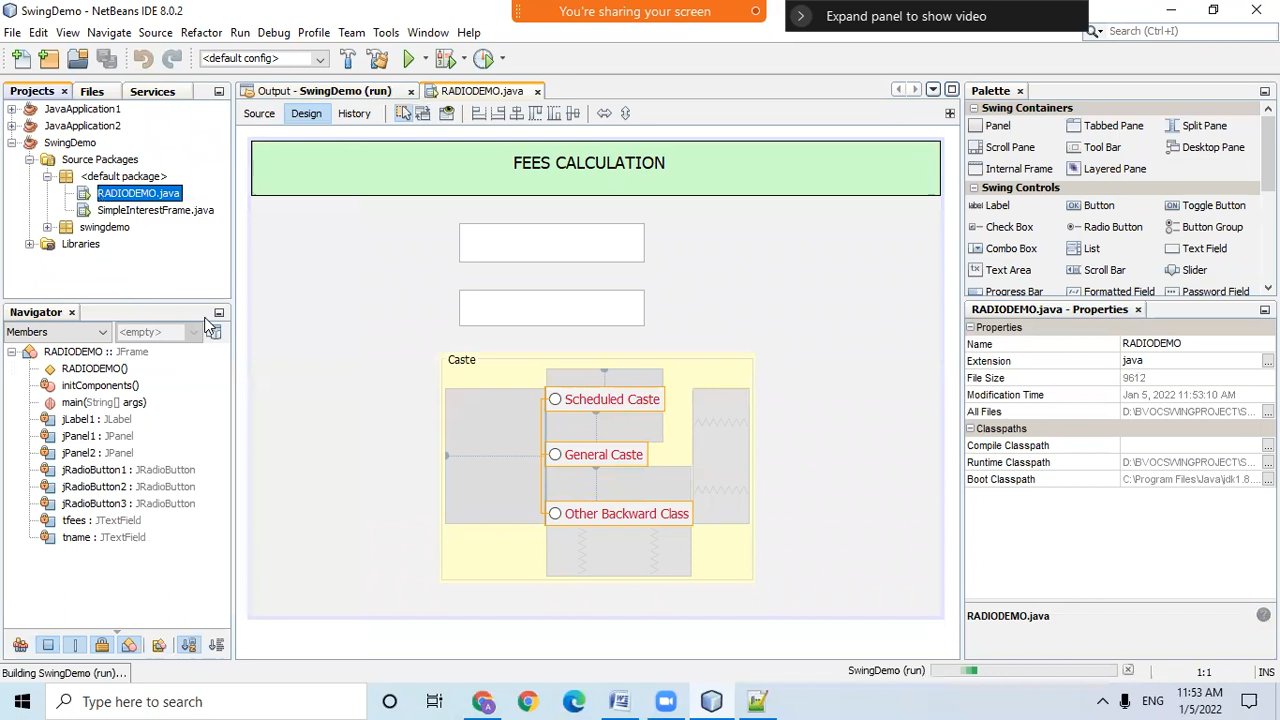 SwingDemo - NetBeans IDE 8.0.2
You're sharing your screen
Expand panel to show video
File Edit View Navigate Source Refactor Run Debug Profile Team Tools Window Help
Search (Ctrl+I)
<default config>
Projects Files Services
Output - SwingDemo (run) RADIODEMO.java
Palette
JavaApplication1
JavaApplication2
SwingDemo
Source Packages
<default package>
RADIODEMO.java
SimpleInterestFrame.java
swingdemo
Libraries
Source Design History
FEES CALCULATION
Caste
Scheduled Caste
General Caste
Other Backward Class
Swing Containers
Panel Tabbed Pane Split Pane
Scroll Pane Tool Bar Desktop Pane
Internal Frame Layered Pane
Swing Controls
Label Button Toggle Button
Check Box Radio Button Button Group
Combo Box List Text Field
Text Area Scroll Bar Slider
Progress Bar Formatted Field Password Field
Navigator
Members <empty>
RADIODEMO :: JFrame
RADIODEMO()
initComponents()
main(String[] args)
jLabel1 : JLabel
jPanel1 : JPanel
jPanel2 : JPanel
jRadioButton1 : JRadioButton
jRadioButton2 : JRadioButton
jRadioButton3 : JRadioButton
tfees : JTextField
tname : JTextField
RADIODEMO.java - Properties
Properties
Name RADIODEMO
Extension java
File Size 9612
Modification Time Jan 5, 2022 11:53:10 AM
All Files D:\BVOCSWINGPROJECT\S...
Classpaths
Compile Classpath
Runtime Classpath D:\BVOCSWINGPROJECT\S...
Boot Classpath C:\Program Files\Java\jdk1.8...
RADIODEMO.java
Building SwingDemo (run)...
SwingDemo (run)
1:1 INS
Type here to search
ENG
11:53 AM
1/5/2022